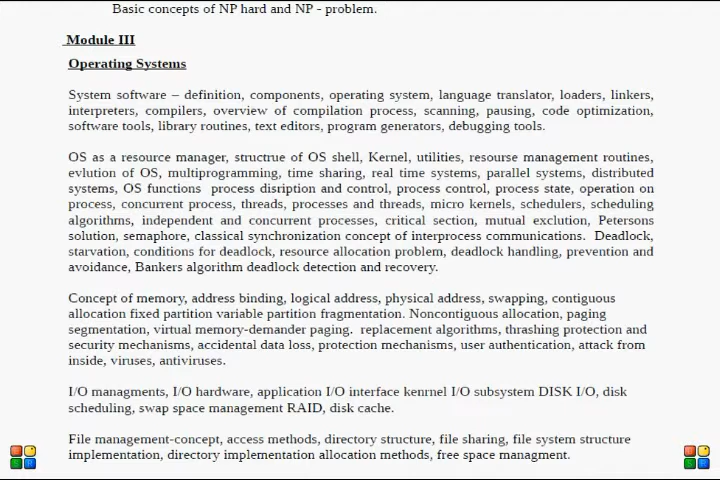 Basic concepts of NP hard and NP - problem.
Module III
Operating Systems
System software – definition, components, operating system, language translator, loaders, linkers,
interpreters, compilers, overview of compilation process, scanning, pausing, code optimization,
software tools, library routines, text editors, program generators, debugging tools.
OS as a resource manager, structrue of OS shell, Kernel, utilities, resourse management routines,
evlution of OS, multiprogramming, time sharing, real time systems, parallel systems, distributed
systems, OS functions process disription and control, process control, process state, operation on
process, concurrent process, threads, processes and threads, micro kernels, schedulers, scheduling
algorithms, independent and concurrent processes, critical section, mutual exclution, Petersons
solution, semaphore, classical synchronization concept of interprocess communications. Deadlock,
starvation, conditions for deadlock, resource allocation problem, deadlock handling, prevention and
avoidance, Bankers algorithm deadlock detection and recovery.
Concept of memory, address binding, logical address, physical address, swapping, contiguous
allocation fixed partition variable partition fragmentation. Noncontiguous allocation, paging
segmentation, virtual memory-demander paging. replacement algorithms, thrashing protection and
security mechanisms, accidental data loss, protection mechanisms, user authentication, attack from
inside, viruses, antiviruses.
I/O managments, I/O hardware, application I/O interface kenrnel I/O subsystem DISK I/O, disk
scheduling, swap space management RAID, disk cache.
File management-concept, access methods, directory structure, file sharing, file system structure
implementation, directory implementation allocation methods, free space managment.